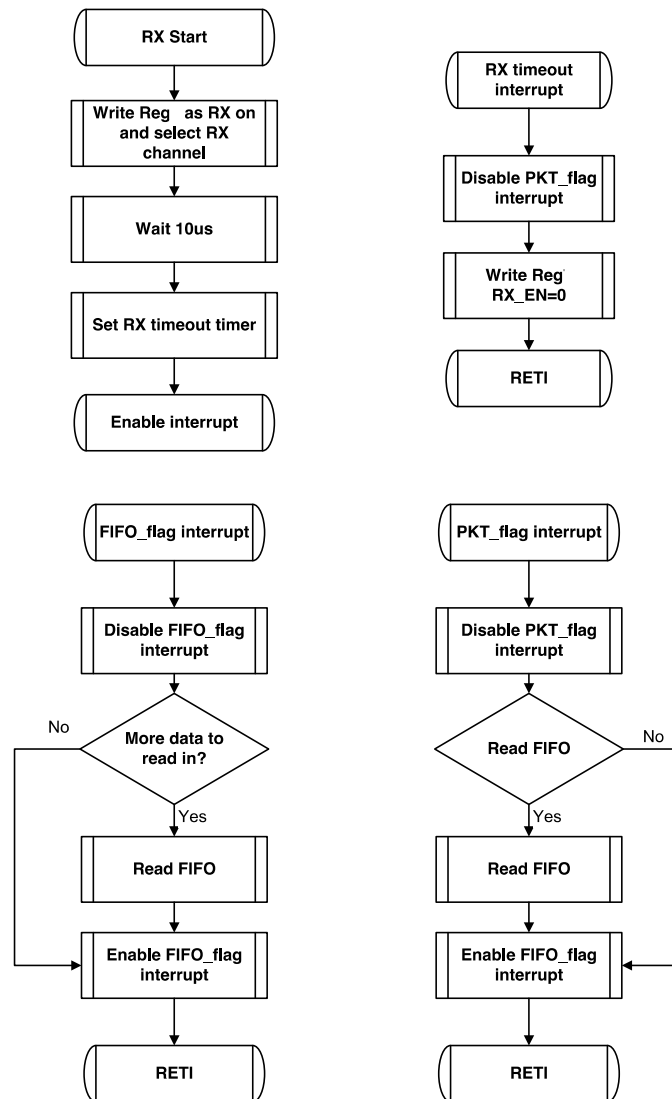 RX Start
Write Reg as RX on
and select RX
channel
Wait 10us
Set RX timeout timer
Enable interrupt
RX timeout
interrupt
Disable PKT_flag
interrupt
Write Reg
RX_EN=0
RETI
FIFO_flag interrupt
Disable FIFO_flag
interrupt
No
More data to
read in?
Yes
Read FIFO
Enable FIFO_flag
interrupt
RETI
PKT_flag interrupt
Disable PKT_flag
interrupt
Read FIFO
No
Yes
Read FIFO
Enable FIFO_flag
interrupt
RETI